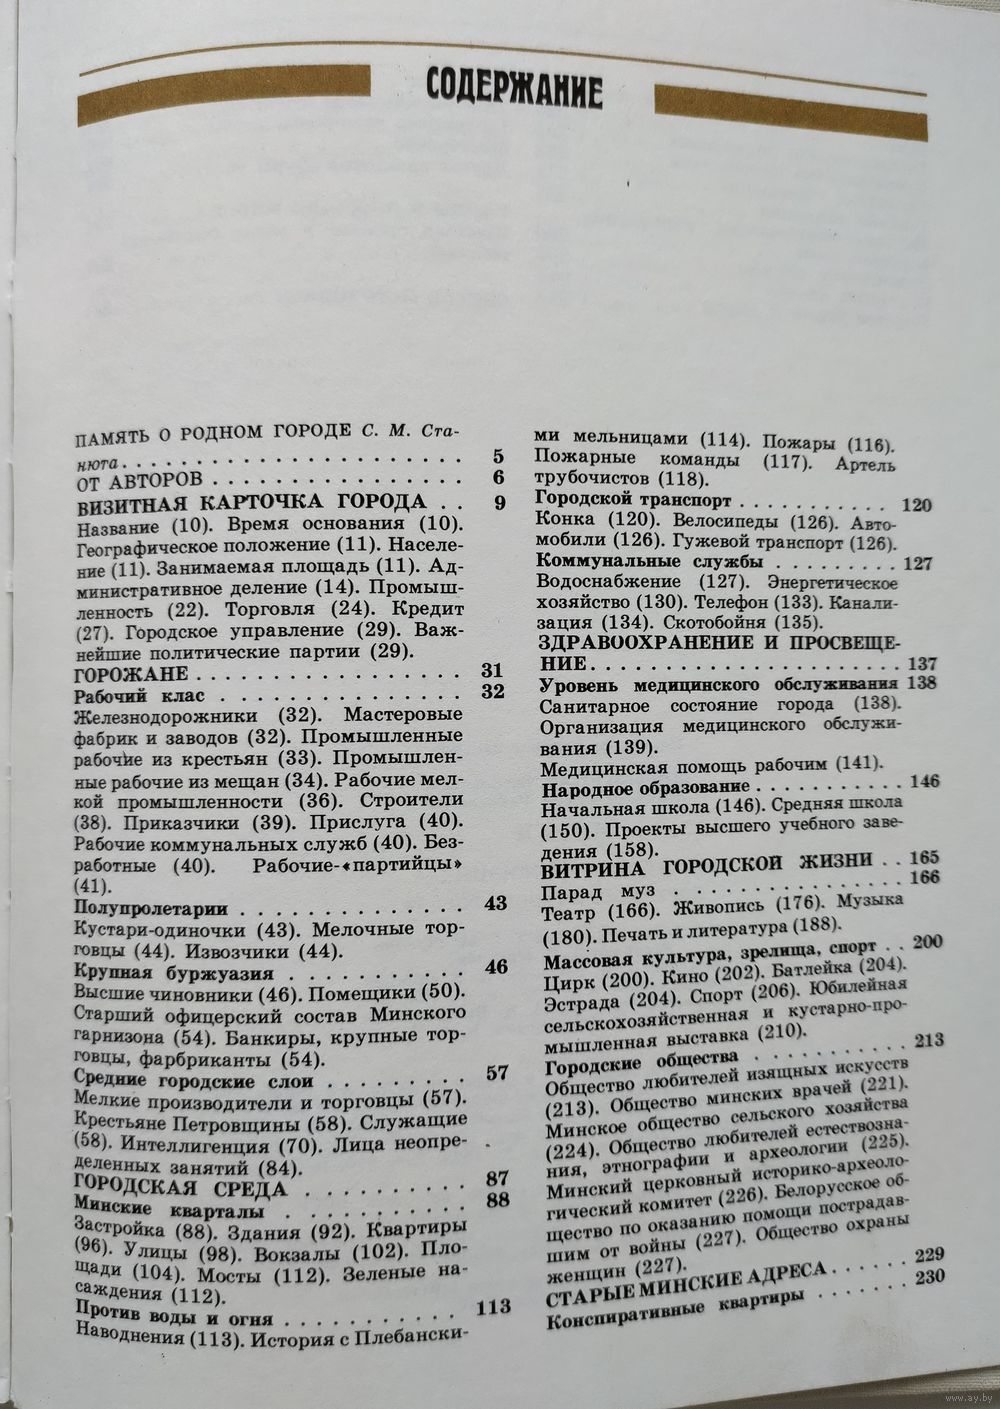 СОДЕРЖАНИЕ
ПАМЯТЬ О РОДНОМ ГОРОДЕ С. М. Ста-
нюта . . . . . . . . . . . . . . . . . . . . . . 5
ОТ АВТОРОВ . . . . . . . . . . . . . . . . 6
ВИЗИТНАЯ КАРТОЧКА ГОРОДА . . 9
Название (10). Время основания (10).
Географическое положение (11). Населе-
ние (11). Занимаемая площадь (11). Ад-
министративное деление (14). Промыш-
ленность (22). Торговля (24). Кредит
(27). Городское управление (29). Важ-
нейшие политические партии (29).
ГОРОЖАНЕ . . . . . . . . . . . . . . . . . 31
Рабочий клас . . . . . . . . . . . . . . . 32
Железнодорожники (32). Мастеровые
фабрик и заводов (32). Промышленные
рабочие из крестьян (33). Промышлен-
ные рабочие из мещан (34). Рабочие мел-
кой промышленности (36). Строители
(38). Приказчики (39). Прислуга (40).
Рабочие коммунальных служб (40). Без-
работные (40). Рабочие-«партийцы»
(41).
Полупролетарии . . . . . . . . . . . . . . 43
Кустари-одиночки (43). Мелочные тор-
говцы (44). Извозчики (44).
Крупная буржуазия . . . . . . . . . . . 46
Высшие чиновники (46). Помещики (50).
Старший офицерский состав Минского
гарнизона (54). Банкиры, крупные тор-
говцы, фарбриканты (54).
Средние городские слои . . . . . . . . . 57
Мелкие производители и торговцы (57).
Крестьяне Петровщины (58). Служащие
(58). Интеллигенция (70). Лица неопре-
деленных занятий (84).
ГОРОДСКАЯ СРЕДА . . . . . . . . . . 87
Минские кварталы . . . . . . . . . . . 88
Застройка (88). Здания (92). Квартиры
(96). Улицы (98). Вокзалы (102). Пло-
щади (104). Мосты (112). Зеленые на-
саждения (112).
Против воды и огня . . . . . . . . . . . 113
Наводнения (113). История с Плебански-
ми мельницами (114). Пожары (116).
Пожарные команды (117). Артель
трубочистов (118).
Городской транспорт . . . . . . . . . . . 120
Конка (120). Велосипеды (126). Авто-
мобили (126). Гужевой транспорт (126).
Коммунальные службы . . . . . . . . . 127
Водоснабжение (127). Энергетическое
хозяйство (130). Телефон (133). Канали-
зация (134). Скотобойня (135).
ЗДРАВООХРАНЕНИЕ И ПРОСВЕЩЕ-
НИЕ . . . . . . . . . . . . . . . . . . . . 137
Уровень медицинского обслуживания 138
Санитарное состояние города (138).
Организация медицинского обслужи-
вания (139).
Медицинская помощь рабочим (141).
Народное образование . . . . . . . . . . . 146
Начальная школа (146). Средняя школа
(150). Проекты высшего учебного заве-
дения (158).
ВИТРИНА ГОРОДСКОЙ ЖИЗНИ . . 165
Парад муз . . . . . . . . . . . . . . . 166
Театр (166). Живопись (176). Музыка
(180). Печать и литература (188).
Массовая культура, зрелища, спорт . . 200
Цирк (200). Кино (202). Батлейка (204).
Эстрада (204). Спорт (206). Юбилейная
сельскохозяйственная и кустарно-про-
мышленная выставка (210).
Городские общества . . . . . . . . . . 213
Общество любителей изящных искусств
(213). Общество минских врачей (221).
Минское общество сельского хозяйства
(224). Общество любителей естествозна-
ния, этнографии и археологии (225).
Минский церковный историко-археоло-
гический комитет (226). Белорусское об-
щество по оказанию помощи пострадав-
шим от войны (227). Общество охраны
женщин (227).
СТАРЫЕ МИНСКИЕ АДРЕСА . . . . . . 229
Конспиративные квартиры . . . . . . . 230
www.ay.by